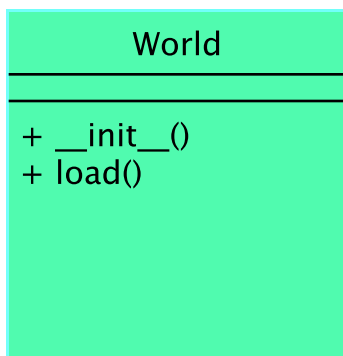 World
+ __init__()
+ load()